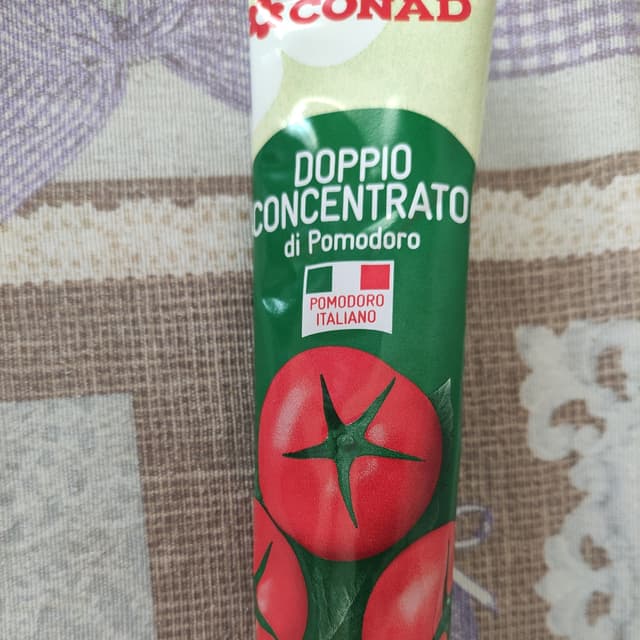 CONAD
DOPPIO
CONCENTRATO
di Pomodoro
POMODORO
ITALIANO